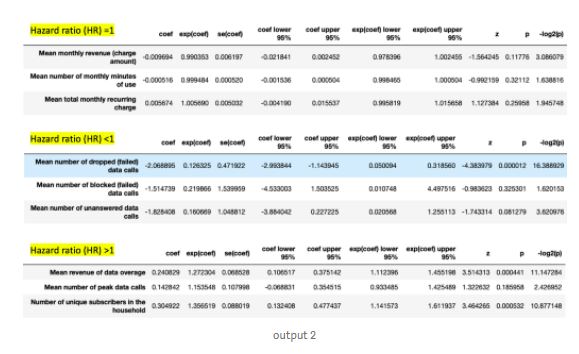 Hazard ratio (HR) =1
coef exp(coef) se(coef) coef lower 95% coef upper 95% exp(coef) lower 95% exp(coef) upper 95% z p -log2(p)
Mean monthly revenue (charge amount) -0.009694 0.990353 0.006197 -0.021841 0.002452 0.978396 1.002455 -1.564245 0.11776 3.086079
Mean number of monthly minutes of use -0.000516 0.999484 0.000520 -0.001536 0.000504 0.998465 1.000504 -0.992159 0.32112 1.638816
Mean total monthly recurring charge 0.005674 1.005690 0.005032 -0.004190 0.015537 0.995819 1.015658 1.127384 0.25958 1.945748
Hazard ratio (HR) <1
coef exp(coef) se(coef) coef lower 95% coef upper 95% exp(coef) lower 95% exp(coef) upper 95% z p -log2(p)
Mean number of dropped (failed) data calls -2.068895 0.126325 0.471922 -2.993844 -1.143945 0.050094 0.318560 -4.383979 0.000012 16.388929
Mean number of blocked (failed) data calls -1.514739 0.219866 1.539959 -4.533003 1.503525 0.010748 4.497516 -0.983623 0.325301 1.620153
Mean number of unanswered data calls -1.828408 0.160669 1.048812 -3.884042 0.227225 0.020568 1.255113 -1.743314 0.081279 3.620976
Hazard ratio (HR) >1
coef exp(coef) se(coef) coef lower 95% coef upper 95% exp(coef) lower 95% exp(coef) upper 95% z p -log2(p)
Mean revenue of data overage 0.240829 1.272304 0.068528 0.106517 0.375142 1.112396 1.455198 3.514313 0.000441 11.147284
Mean number of peak data calls 0.142842 1.153548 0.107998 -0.068831 0.354515 0.933485 1.425489 1.322632 0.185958 2.426952
Number of unique subscribers in the household 0.304922 1.356519 0.088019 0.132408 0.477437 1.141573 1.611937 3.464265 0.000532 10.877148
output 2